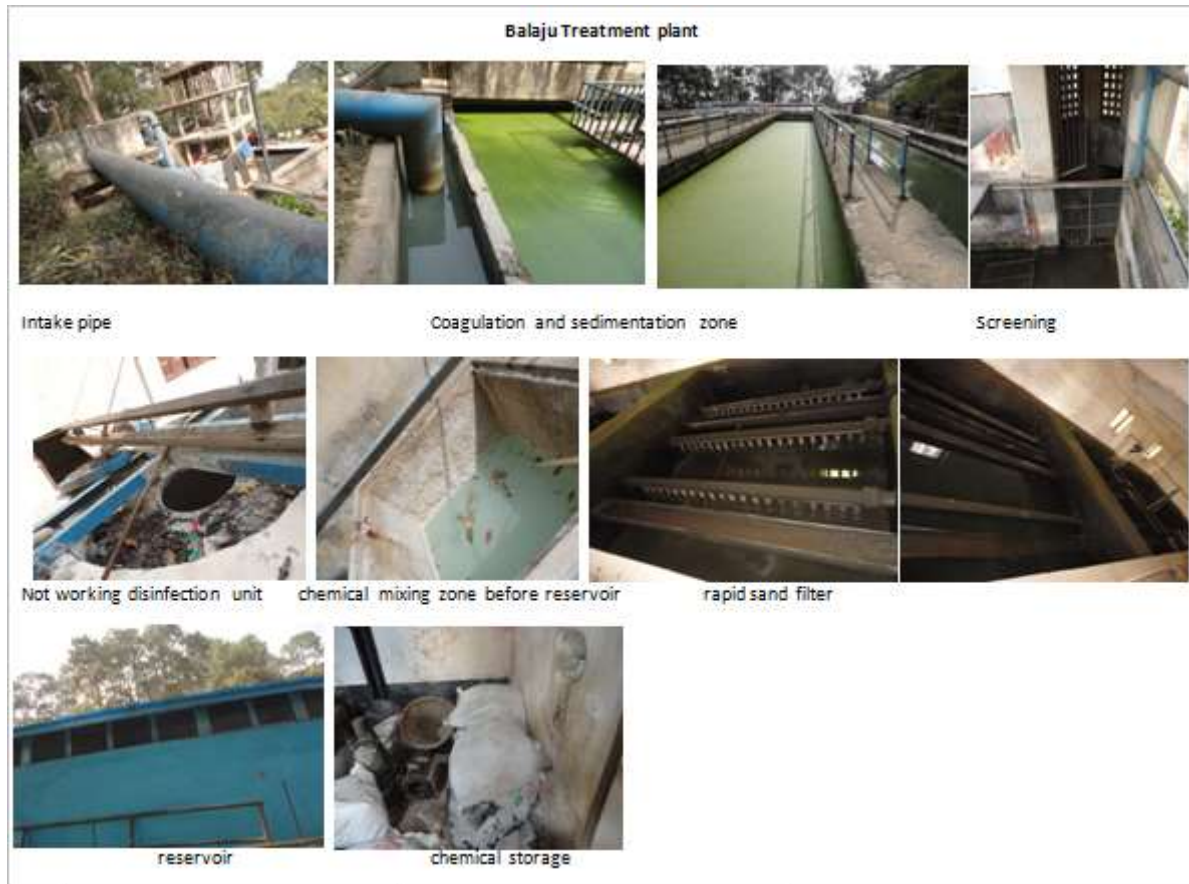 Balaju Treatment plant
Intake pipe
Coagulation and sedimentation zone
Screening
Not working disinfection unit
chemical mixing zone before reservoir
rapid sand filter
reservoir
chemical storage